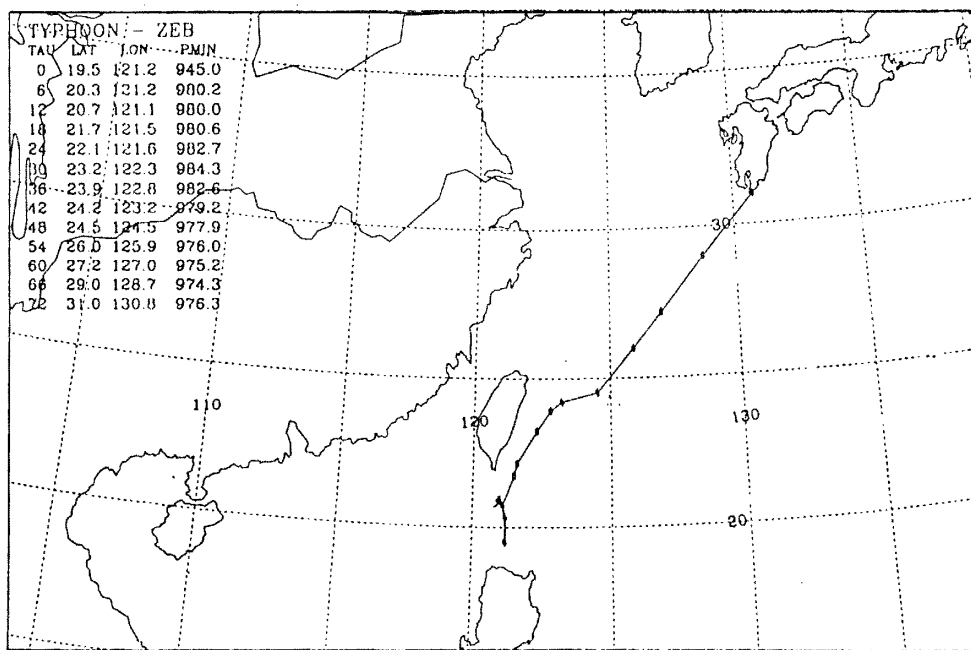 TYPHOON - ZEB
TAU LAT LON PMIN
0 19.5 121.2 945.0
6 20.3 121.2 980.2
12 20.7 121.1 980.0
18 21.7 121.5 980.6
24 22.1 121.6 982.7
30 23.2 122.3 984.3
36 23.9 122.8 982.6
42 24.2 123.2 979.2
48 24.5 124.5 977.9
54 26.0 125.9 976.0
60 27.2 127.0 975.2
66 29.0 128.7 974.3
72 31.0 130.8 976.3
30
110
120
130
20